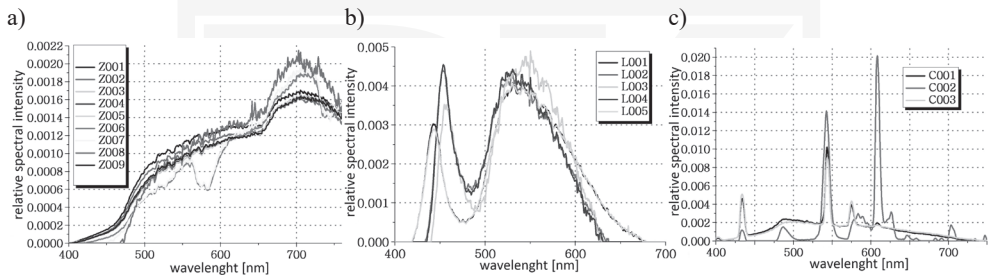 a)
b)
c)
relative spectral intensity
0.0022
0.0020
0.0018
0.0016
0.0014
0.0012
0.0010
0.0008
0.0006
0.0004
0.0002
0.0000
Z001
Z002
Z003
Z004
Z005
Z006
Z007
Z008
Z009
400
500
600
700
wavelenght [nm]
relative spectral intensity
0.005
0.004
0.003
0.002
0.001
0.000
L001
L002
L003
L004
L005
400
500
600
700
wavelenght [nm]
relative spectral intensity
0.020
0.018
0.016
0.014
0.012
0.010
0.008
0.006
0.004
0.002
0.000
C001
C002
C003
400
500
600
700
wavelenght [nm]